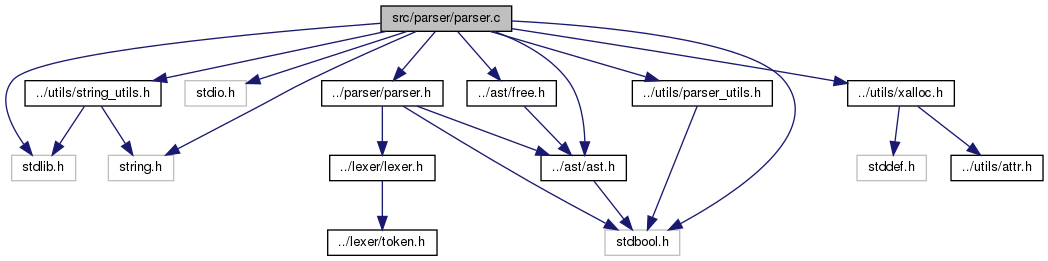 src/parser/parser.c
../utils/string_utils.h
stdio.h
../parser/parser.h
../ast/free.h
../utils/parser_utils.h
../utils/xalloc.h
stdlib.h
string.h
../lexer/lexer.h
../ast/ast.h
stddef.h
../utils/attr.h
../lexer/token.h
stdbool.h